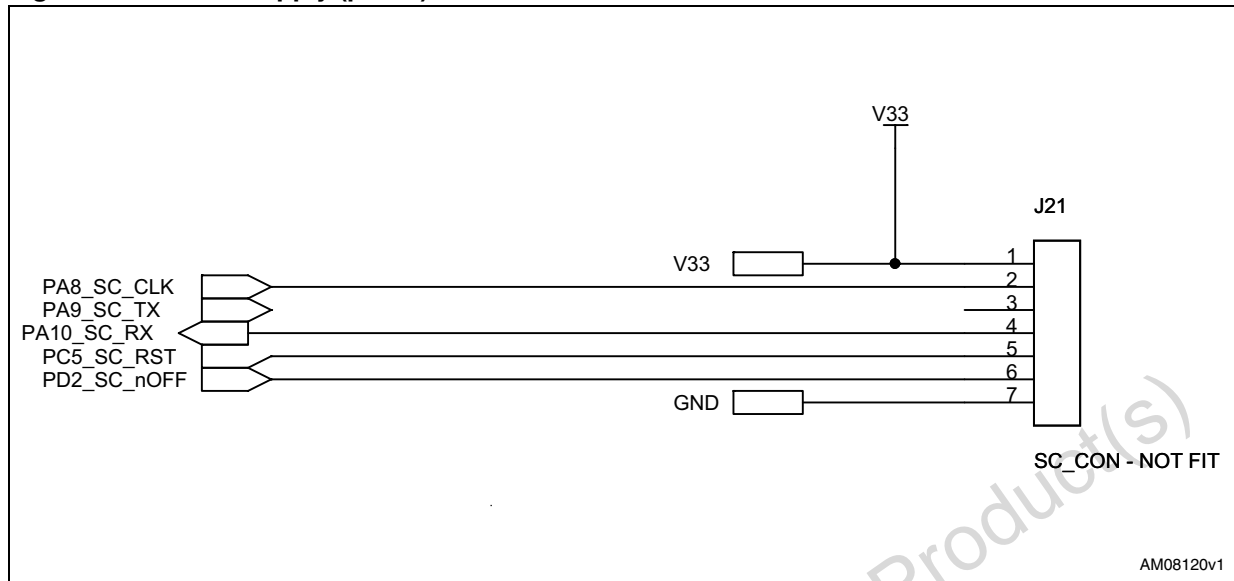 V33
J21
V33
1
PA8_SC_CLK
2
PA9_SC_TX
3
PA10_SC_RX
4
PC5_SC_RST
5
PD2_SC_nOFF
6
GND
7
SC_CON - NOT FIT
Product(s)
AM08120v1